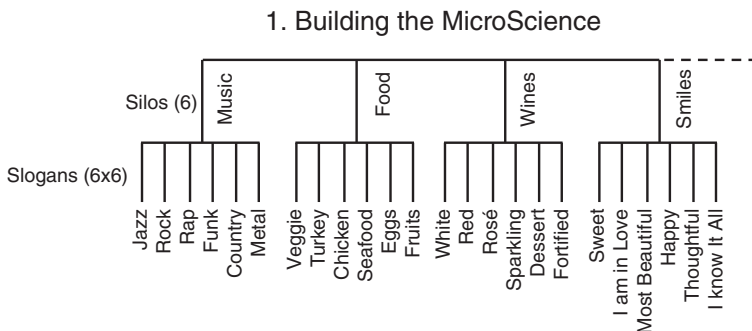 1. Building the MicroScience
Silos (6)
Music
Food
Wines
Smiles
Slogans (6x6)
Jazz
Rock
Rap
Funk
Country
Metal
Veggie
Turkey
Chicken
Seafood
Eggs
Fruits
White
Red
Rosé
Sparkling
Dessert
Fortified
Sweet
I am in Love
Most Beautiful
Happy
Thoughtful
I know It All